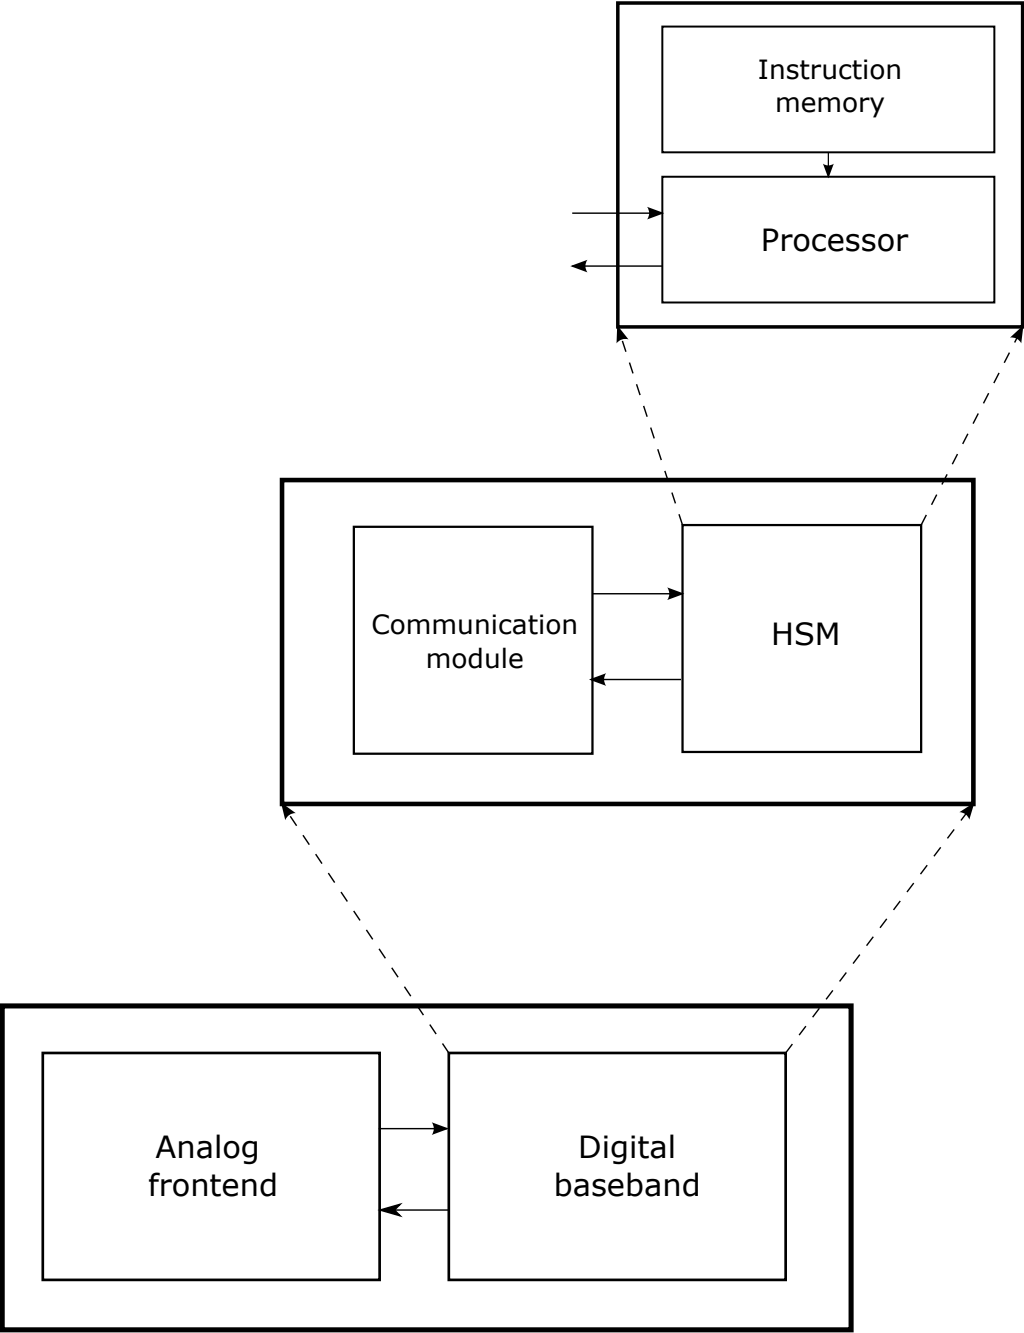 Instruction
memory
Processor
Communication
module
HSM
Analog
frontend
Digital
baseband